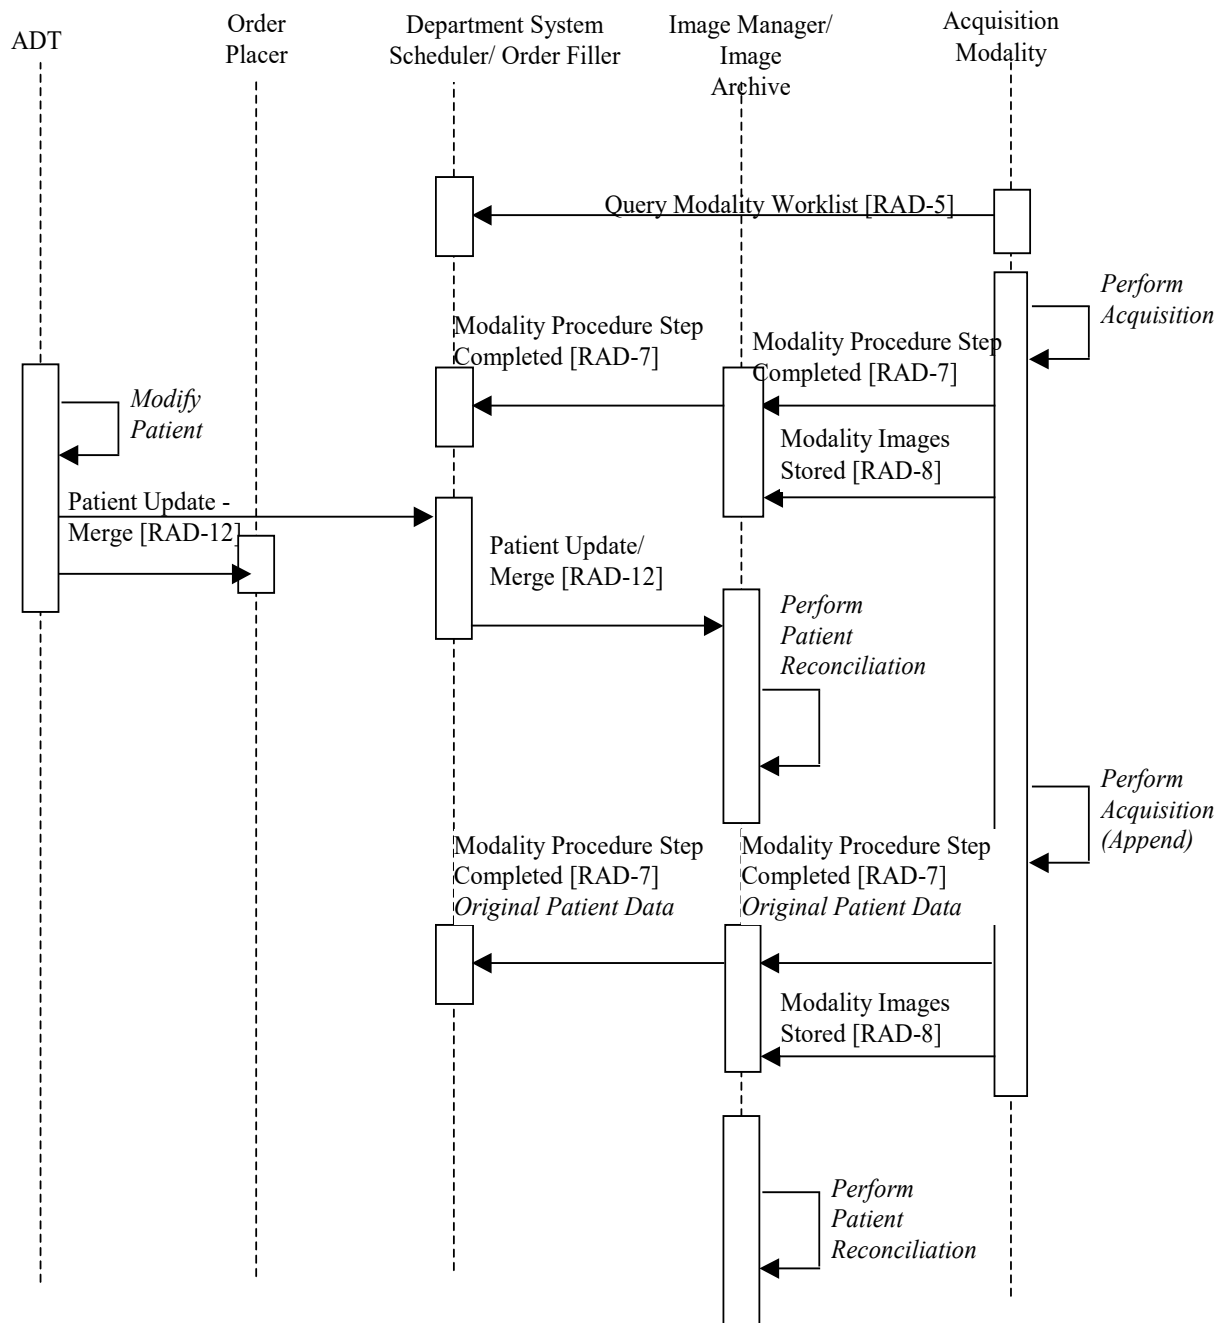 ADT
Order
Placer
Department System
Scheduler/ Order Filler
Image Manager/
Image
Archive
Acquisition
Modality
Query Modality Worklist [RAD-5]
Perform
Acquisition
Modality Procedure Step
Completed [RAD-7]
Modality Procedure Step
Completed [RAD-7]
Modify
Patient
Modality Images
Stored [RAD-8]
Patient Update -
Merge [RAD-12]
Patient Update/
Merge [RAD-12]
Perform
Patient
Reconciliation
Perform
Acquisition
(Append)
Modality Procedure Step
Completed [RAD-7]
Original Patient Data
Modality Procedure Step
Completed [RAD-7]
Original Patient Data
Modality Images
Stored [RAD-8]
Perform
Patient
Reconciliation